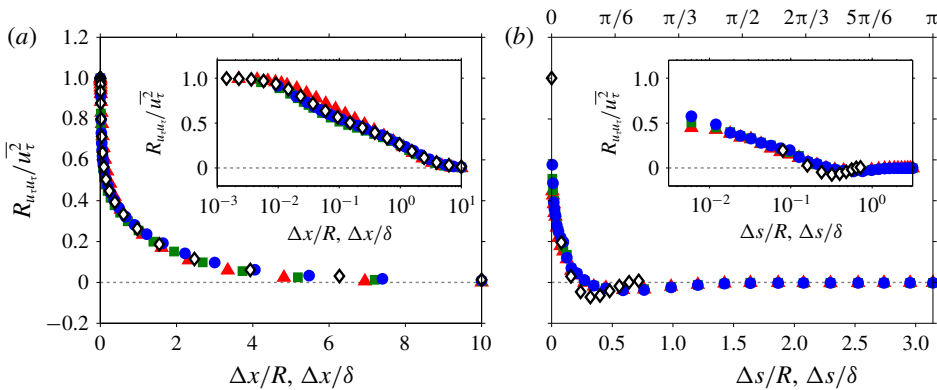 0 π/6 π/3 π/2 2π/3 5π/6 π
(a) 1.2 (b)
1.0 1.0
0.8 0.5
0.6 0
0.4
0.2
0
−0.2
R_{u_τ u_τ}/\overline{u_τ^2}
10^{−3} 10^{−2} 10^{−1} 10^{0} 10^{1}
Δx/R, Δx/δ
R_{u_τ u_τ}/\overline{u_τ^2}
0 2 4 6 8 10
Δx/R, Δx/δ
1.0
0.5
0
R_{u_τ u_τ}/\overline{u_τ^2}
10^{−2} 10^{−1} 10^{0}
Δs/R, Δs/δ
0 0.5 1.0 1.5 2.0 2.5 3.0
Δs/R, Δs/δ